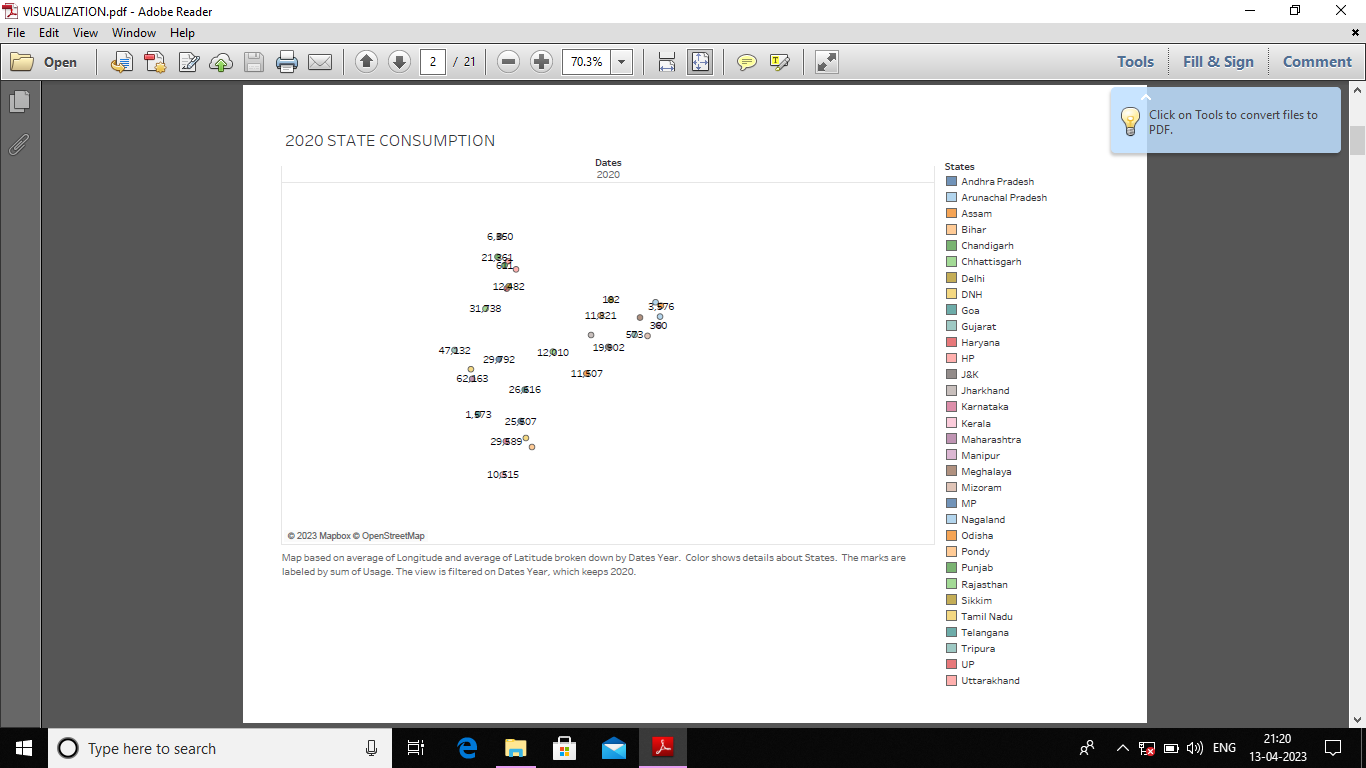 VISUALIZATION.pdf - Adobe Reader
File Edit View Window Help
Open 2 / 21 70.3% Tools Fill & Sign Comment
Click on Tools to convert files to
PDF.
2020 STATE CONSUMPTION
Dates
2020
6,350
21,361
611
12,482
31,738
182
3,576
11,321
360
573
19,902
47,132
29,792
12,010
62,163
11,507
26,616
1,573
25,607
29,589
10,515
© 2023 Mapbox © OpenStreetMap
Map based on average of Longitude and average of Latitude broken down by Dates Year. Color shows details about States. The marks are
labeled by sum of Usage. The view is filtered on Dates Year, which keeps 2020.
States
Andhra Pradesh
Arunachal Pradesh
Assam
Bihar
Chandigarh
Chhattisgarh
Delhi
DNH
Goa
Gujarat
Haryana
HP
J&K
Jharkhand
Karnataka
Kerala
Maharashtra
Manipur
Meghalaya
Mizoram
MP
Nagaland
Odisha
Pondy
Punjab
Rajasthan
Sikkim
Tamil Nadu
Telangana
Tripura
UP
Uttarakhand
Type here to search
ENG
21:20
13-04-2023